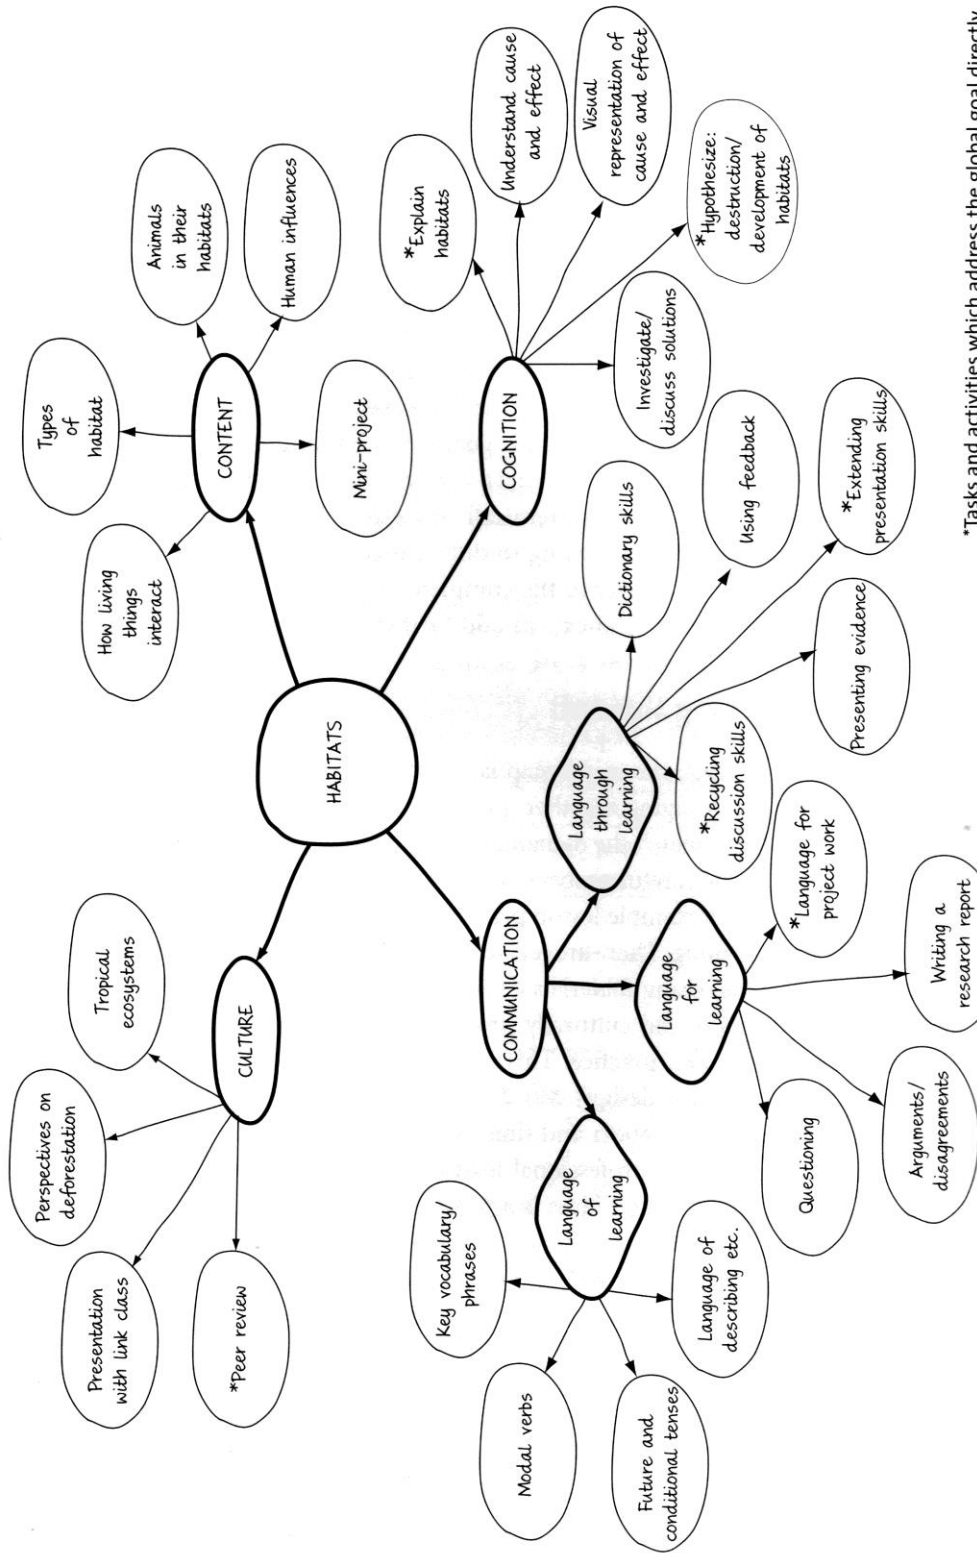 HABITATS
CULTURE
Tropical
ecosystems
Perspectives on
deforestation
Presentation
with link class
*Peer review
CONTENT
How living
things
interact
Types
of
habitat
Animals
in their
habitats
Human influences
Mini-project
COGNITION
*Explain
habitats
Understand cause
and effect
Visual
representation of
cause and effect
*Hypothesize:
destruction/
development of
habitats
Investigate/
discuss solutions
COMMUNICATION
Language
of
learning
Key vocabulary/
phrases
Modal verbs
Future and
conditional tenses
Language of
describing etc.
Language
for
learning
Questioning
Arguments/
disagreements
Writing a
research report
*Language for
project work
Language
through
learning
*Recycling
discussion skills
Presenting evidence
*Extending
presentation skills
Using feedback
Dictionary skills
*Tasks and activities which address the global goal directly